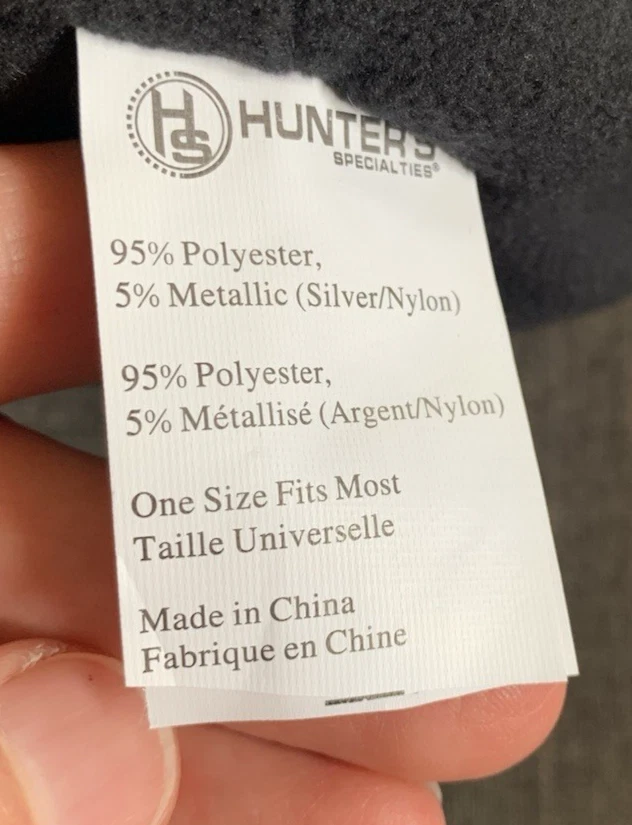 HS HUNTERS
SPECIALTIES®
95% Polyester,
5% Metallic (Silver/Nylon)
95% Polyester,
5% Métallisé (Argent/Nylon)
One Size Fits Most
Taille Universelle
Made in China
Fabrique en Chine